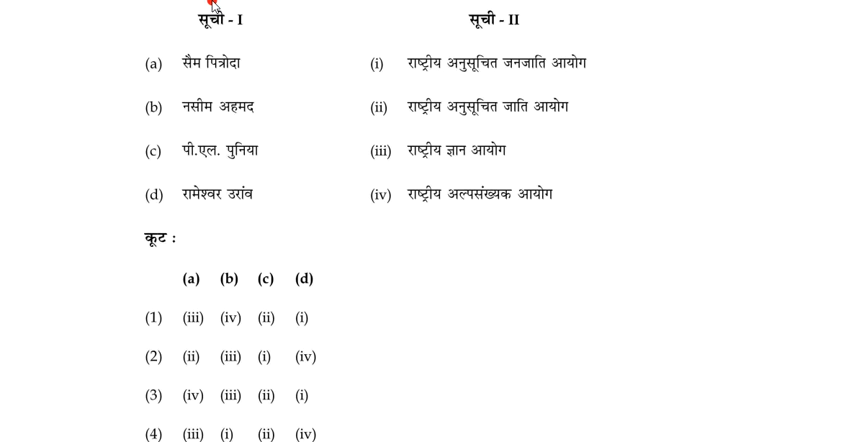 सूची - I सूची - II
(a) सैम पित्रोदा (i) राष्ट्रीय अनुसूचित जनजाति आयोग
(b) नसीम अहमद (ii) राष्ट्रीय अनुसूचित जाति आयोग
(c) पी.एल. पुनिया (iii) राष्ट्रीय ज्ञान आयोग
(d) रामेश्वर उरांव (iv) राष्ट्रीय अल्पसंख्यक आयोग
कूट :
(a) (b) (c) (d)
(1) (iii) (iv) (ii) (i)
(2) (ii) (iii) (i) (iv)
(3) (iv) (iii) (ii) (i)
(4) (iii) (i) (ii) (iv)